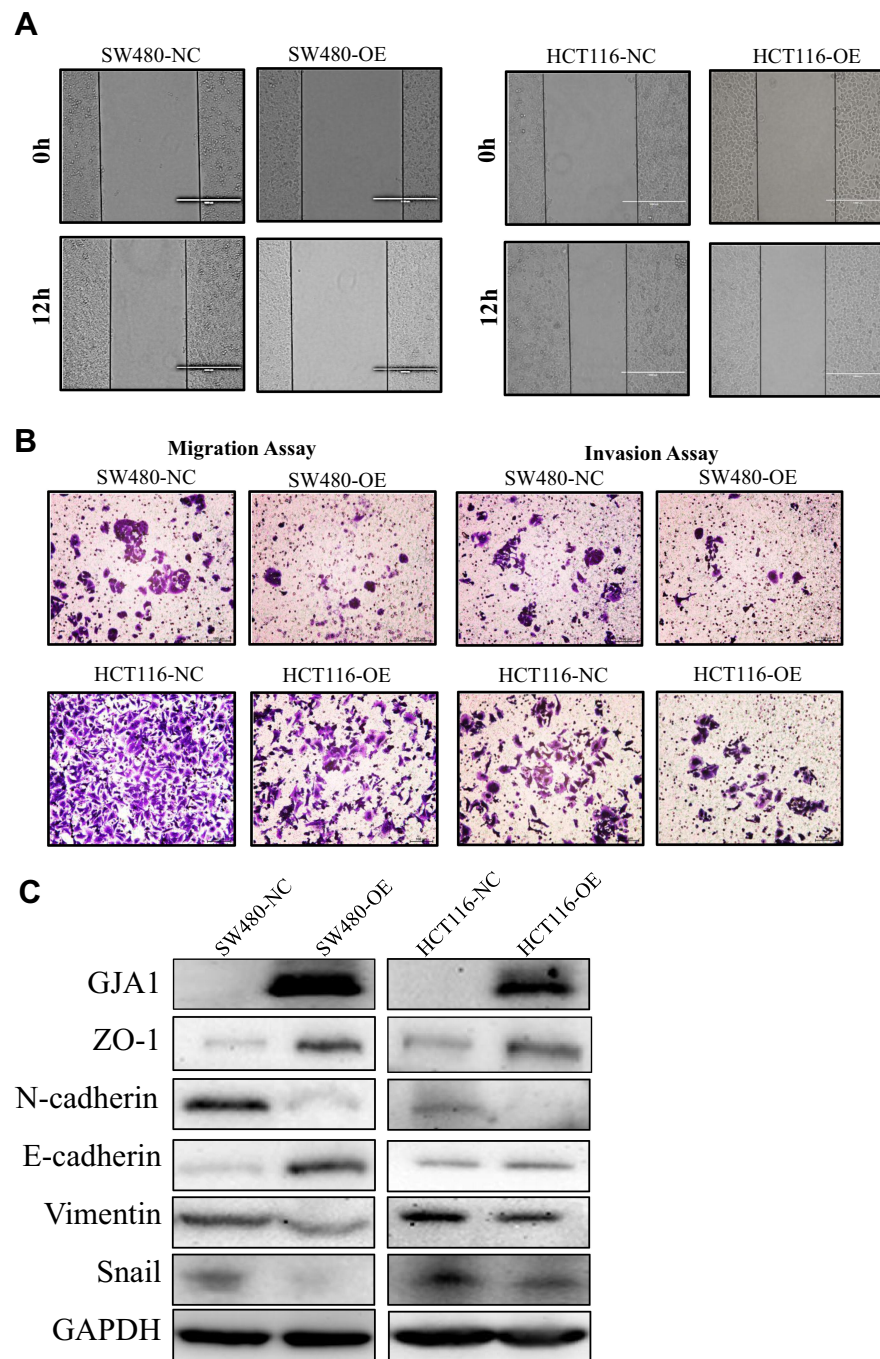 A
SW480-NC SW480-OE HCT116-NC HCT116-OE
0h 0h
12h 12h
B
Migration Assay Invasion Assay
SW480-NC SW480-OE SW480-NC SW480-OE
HCT116-NC HCT116-OE HCT116-NC HCT116-OE
C
SW480-NC SW480-OE HCT116-NC HCT116-OE
GJA1
ZO-1
N-cadherin
E-cadherin
Vimentin
Snail
GAPDH